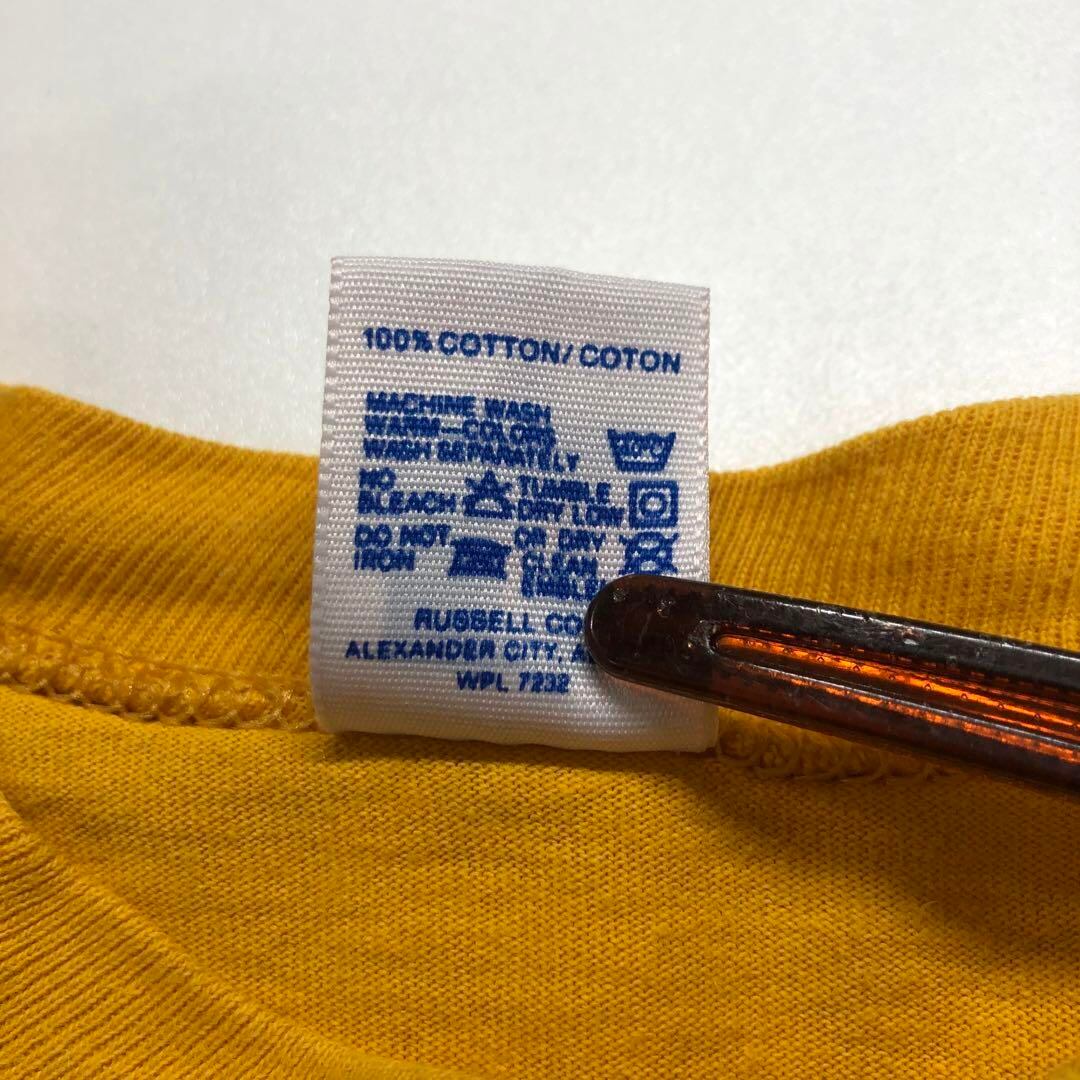 100% COTTON/COTON
MACHINE WASH
WARM—COLORS
WASH SEPARATELY
NO BLEACH
TUMBLE DRY LOW
DO NOT IRON
OR DRY CLEAN
RUSSELL CO
ALEXANDER CITY, A
WPL 7232